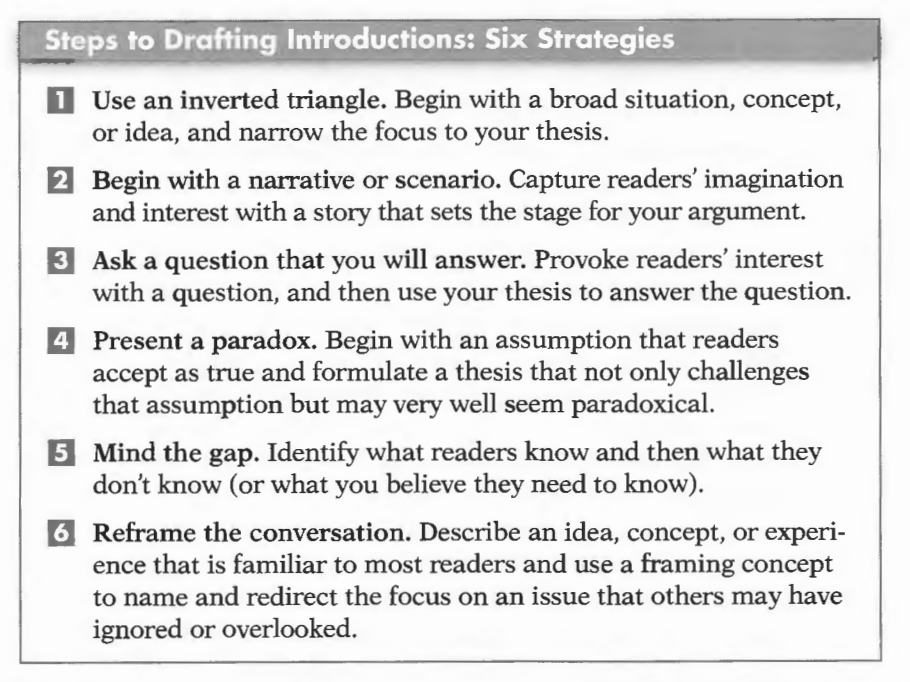 Steps to Drafting Introductions: Six Strategies
1 Use an inverted triangle. Begin with a broad situation, concept,
or idea, and narrow the focus to your thesis.
2 Begin with a narrative or scenario. Capture readers' imagination
and interest with a story that sets the stage for your argument.
3 Ask a question that you will answer. Provoke readers' interest
with a question, and then use your thesis to answer the question.
4 Present a paradox. Begin with an assumption that readers
accept as true and formulate a thesis that not only challenges
that assumption but may very well seem paradoxical.
5 Mind the gap. Identify what readers know and then what they
don't know (or what you believe they need to know).
6 Reframe the conversation. Describe an idea, concept, or experi-
ence that is familiar to most readers and use a framing concept
to name and redirect the focus on an issue that others may have
ignored or overlooked.